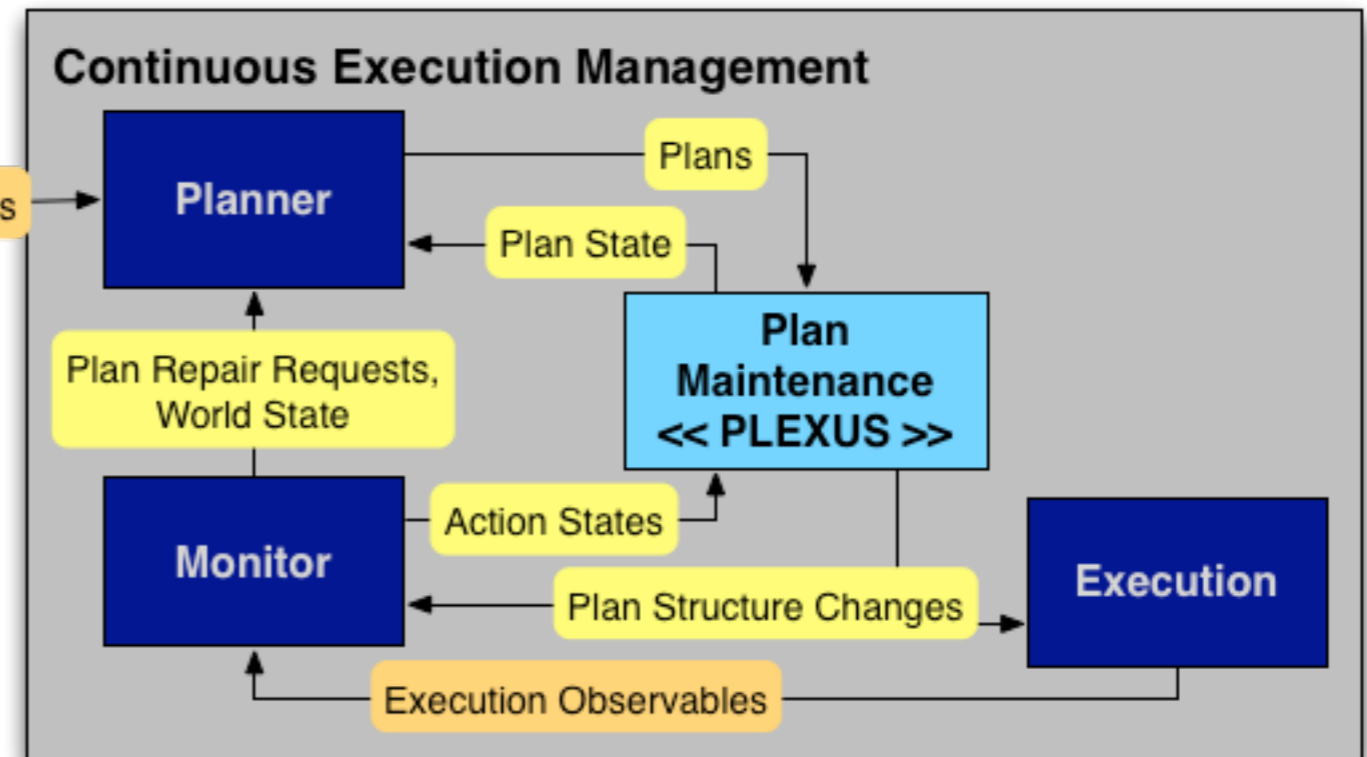 Continuous Execution Management
Planner
Plans
s
Plan State
Plan
Maintenance
<< PLEXUS >>
Plan Repair Requests,
World State
Monitor
Action States
Plan Structure Changes
Execution
Execution Observables